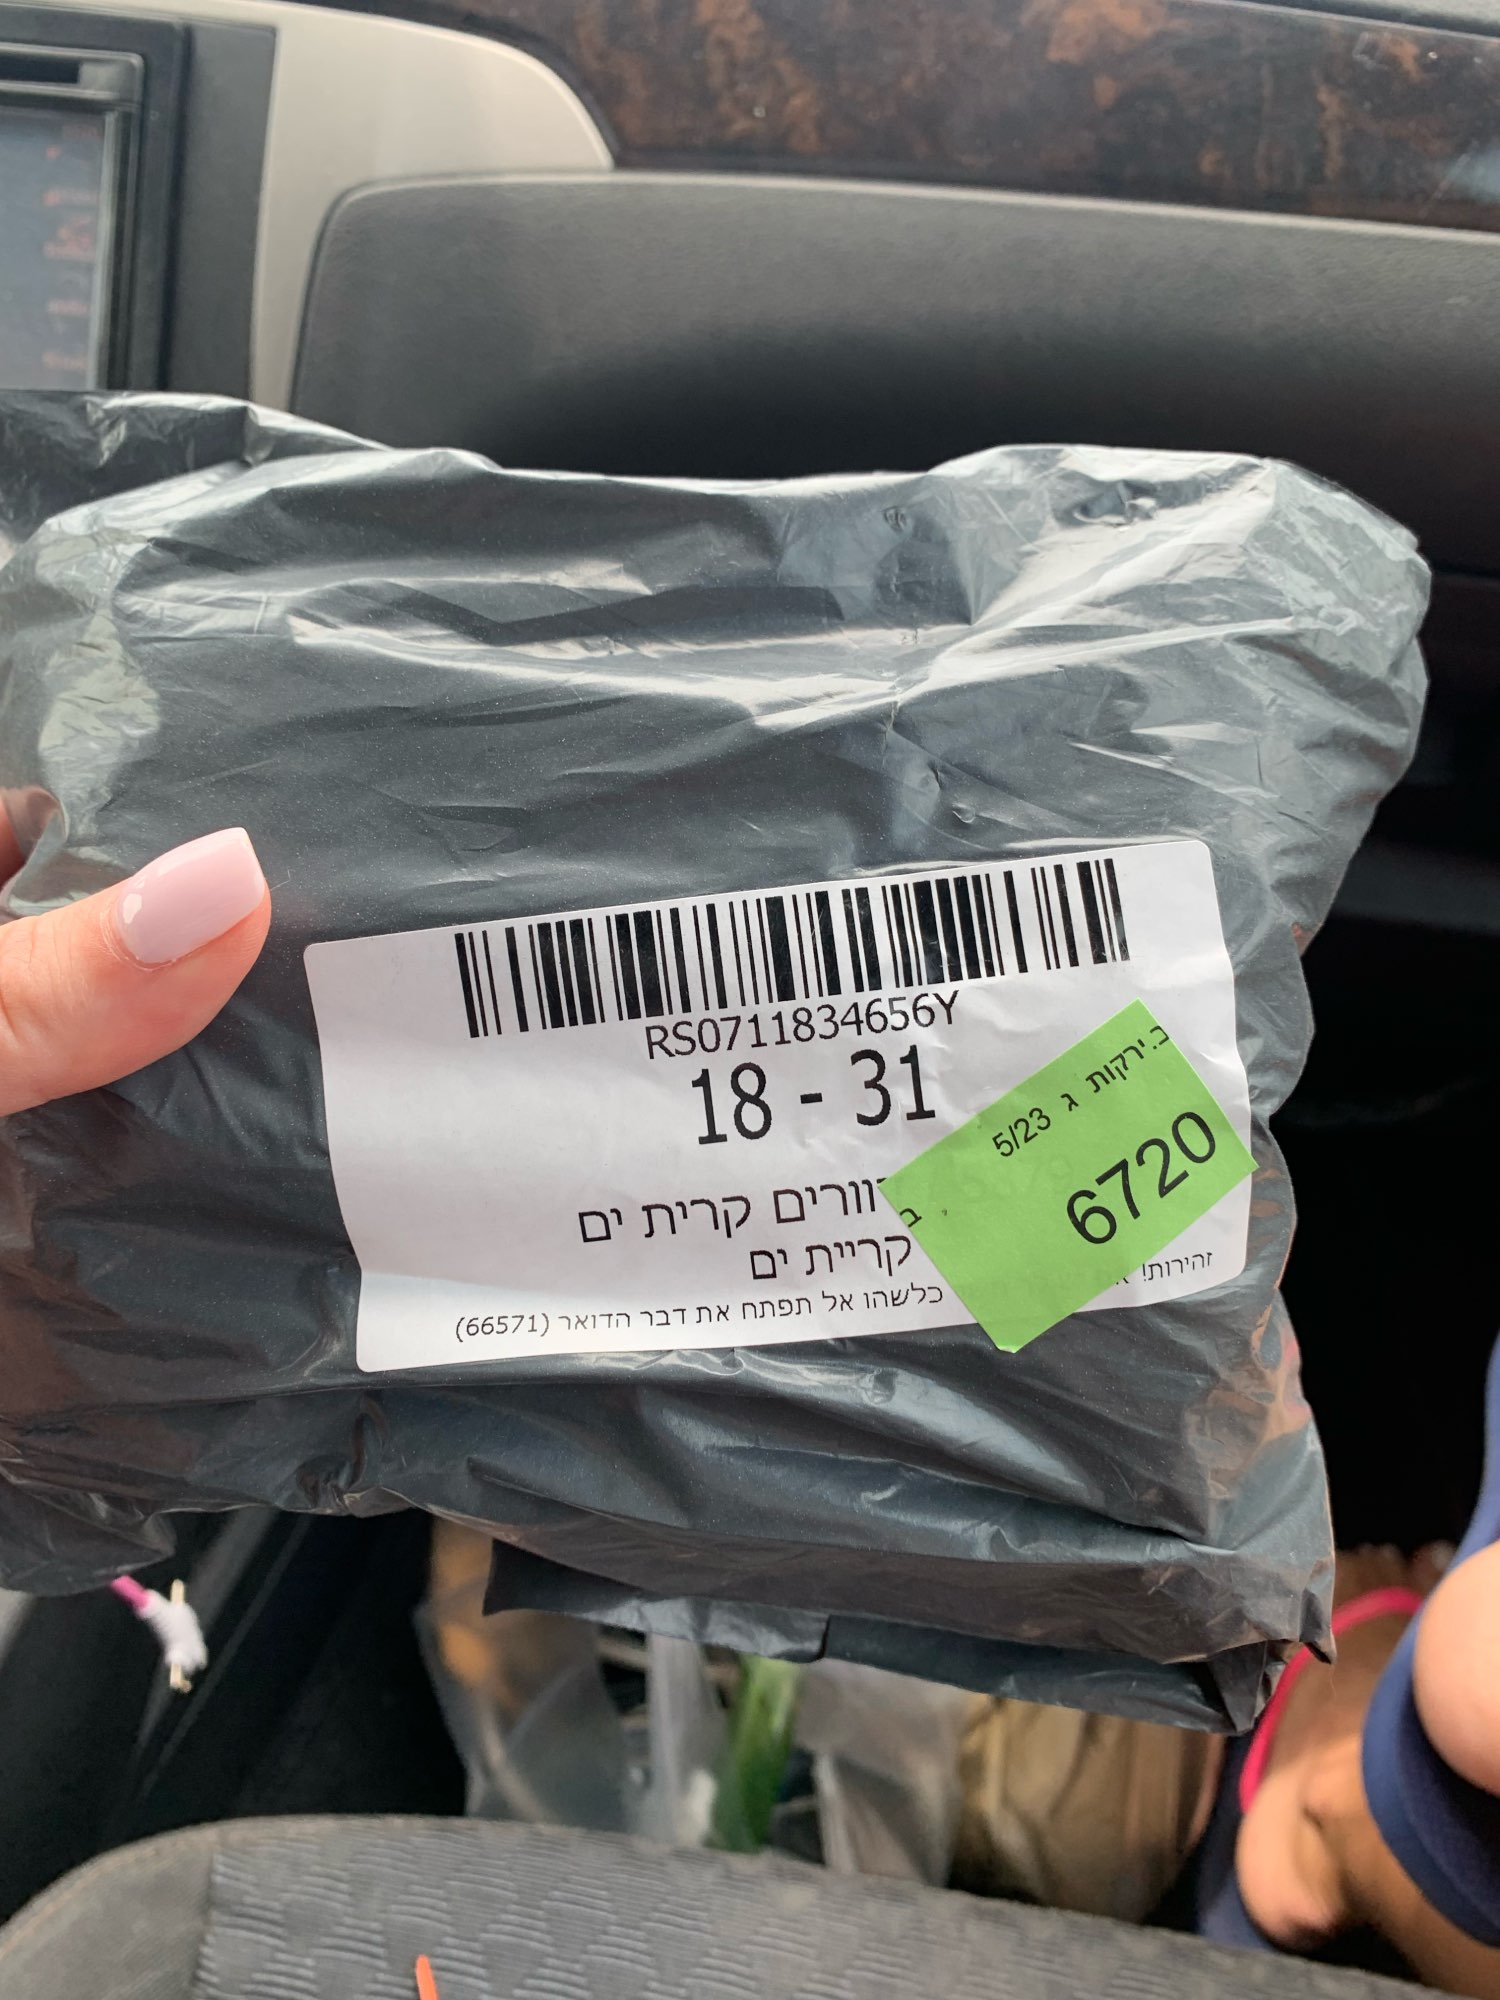 RS0711834656Y
18 - 31
דוורים קרית ים
קריית ים
זהירות! כלשהו אל תפתח את דבר הדואר (66571)
כ.ירקות ג 5/23
6720